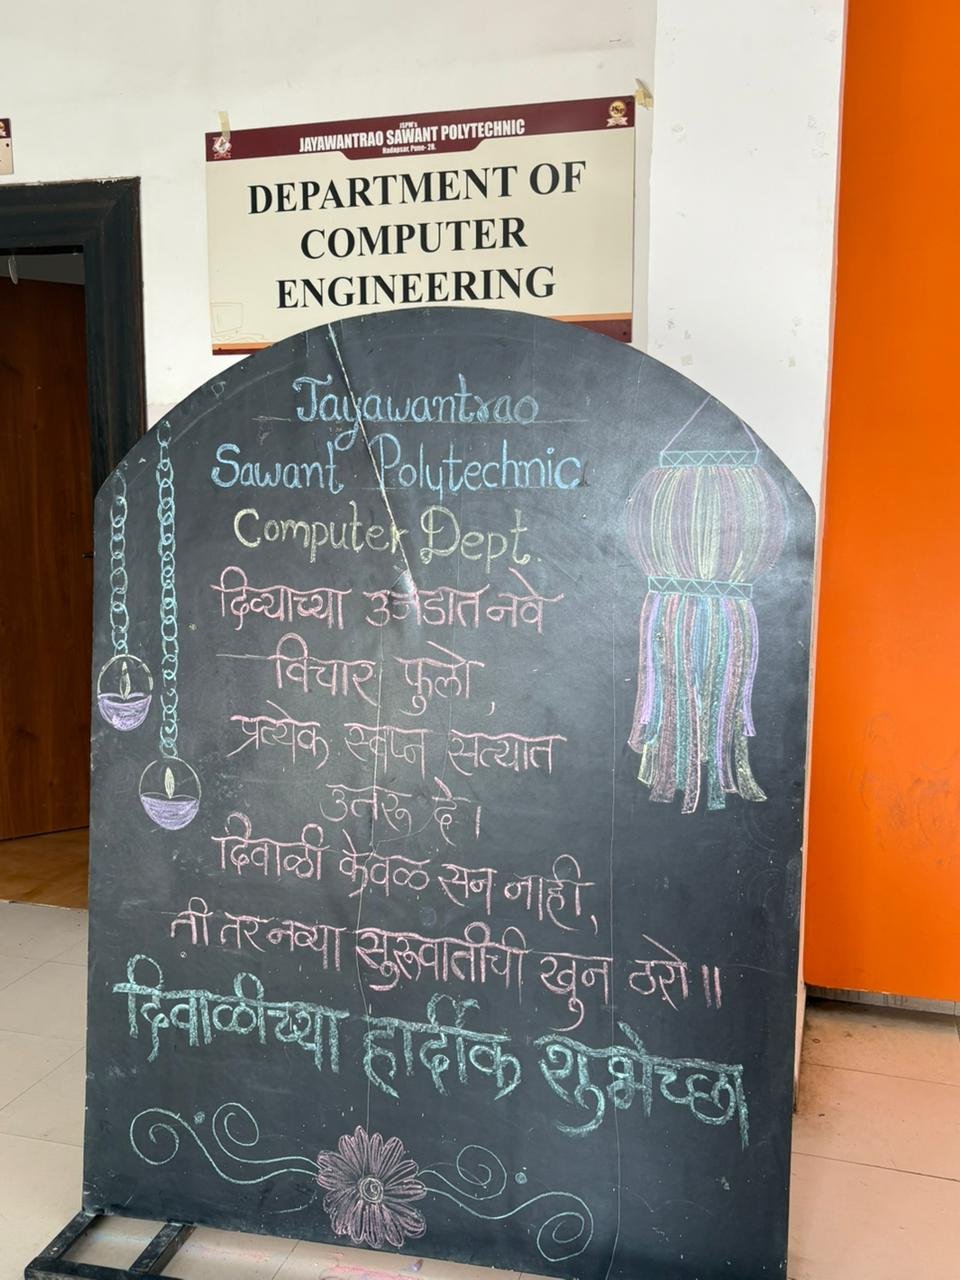 JSPM's
JAYAWANTRAO SAWANT POLYTECHNIC
Hadapsar, Pune- 28.
DEPARTMENT OF
COMPUTER
ENGINEERING
Jayawantrao
Sawant Polytechnic
Computer Dept.
दिव्याच्या उजेडात नवे
विचार फुलो,
प्रत्येक स्वप्न सत्यात
उतरू दे।
दिवाळी केवळ सन नाही,
ती तर नव्या सुरूवातीची खुन ठरो॥
दिवाळीच्या हार्दीक शुभेच्छा